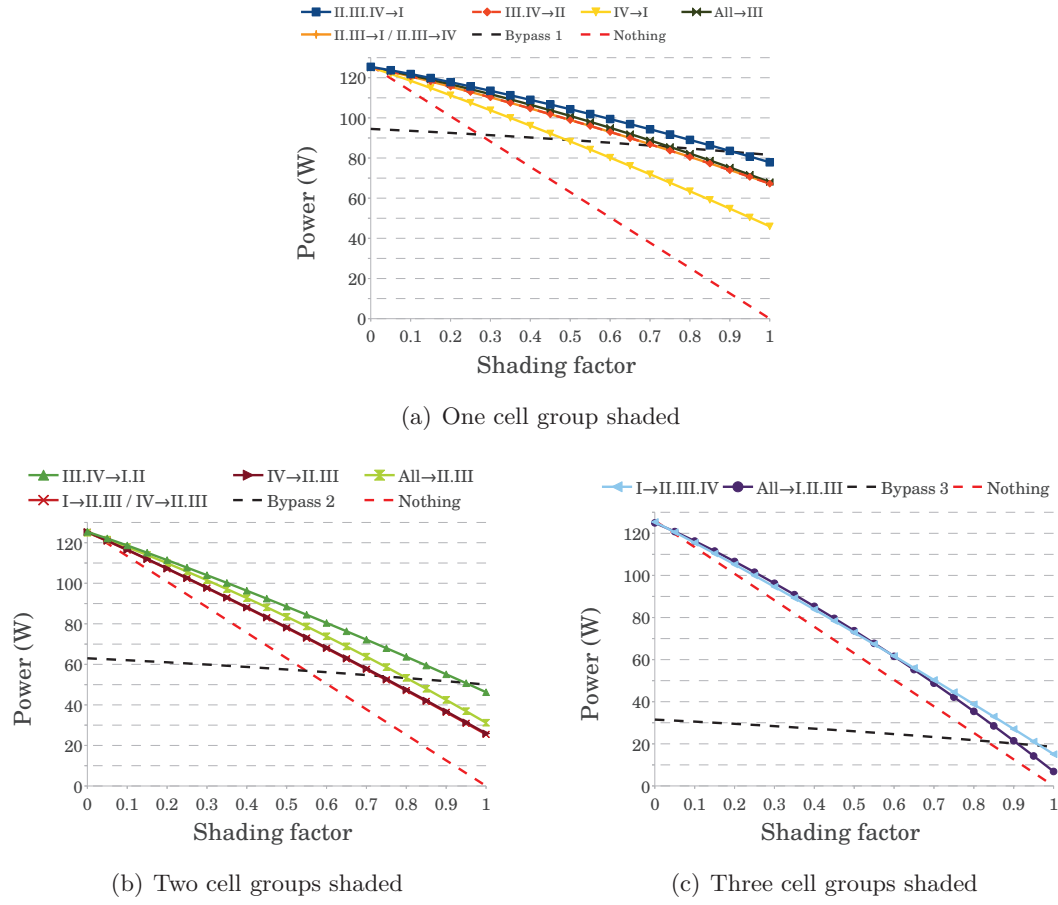 II.III.IV→I III.IV→II IV→I All→III
II.III→I / II.III→IV Bypass 1 Nothing
120
100
80
60
40
20
0
Power (W)
0 0.1 0.2 0.3 0.4 0.5 0.6 0.7 0.8 0.9 1
Shading factor
(a) One cell group shaded
III.IV→I.II IV→II.III All→II.III
I→II.III / IV→II.III Bypass 2 Nothing
120
100
80
60
40
20
0
Power (W)
0 0.1 0.2 0.3 0.4 0.5 0.6 0.7 0.8 0.9 1
Shading factor
(b) Two cell groups shaded
I→II.III.IV All→I.II.III Bypass 3 Nothing
120
100
80
60
40
20
0
Power (W)
0 0.1 0.2 0.3 0.4 0.5 0.6 0.7 0.8 0.9 1
Shading factor
(c) Three cell groups shaded